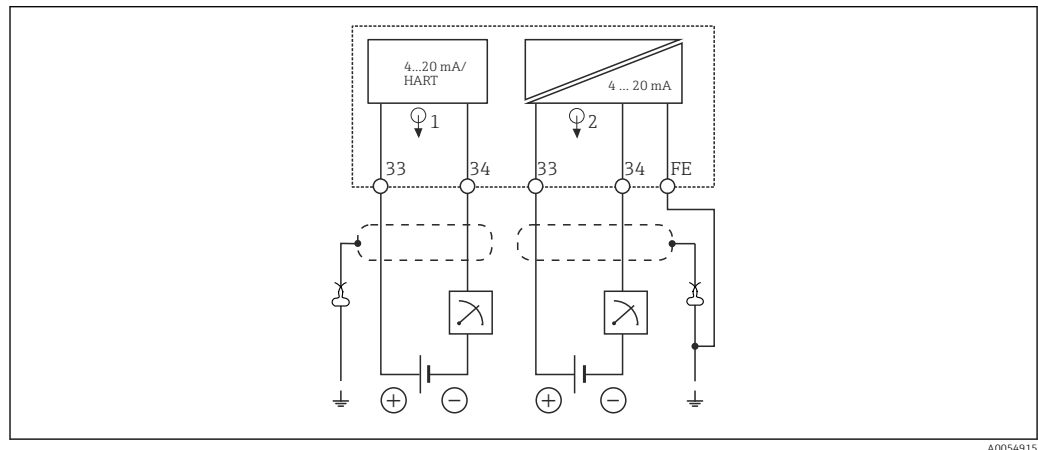 4...20 mA/
HART
4 ... 20 mA
1
2
33
34
33
34
FE
+
−
+
−
A0054915